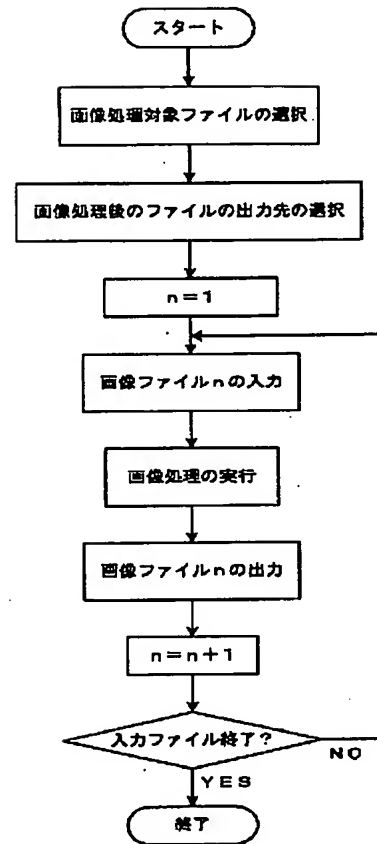 スタート
画像処理対象ファイルの選択
画像処理後のファイルの出力先の選択
n=1
画像ファイルnの入力
画像処理の実行
画像ファイルnの出力
n=n+1
入力ファイル終了?
NO
YES
終了